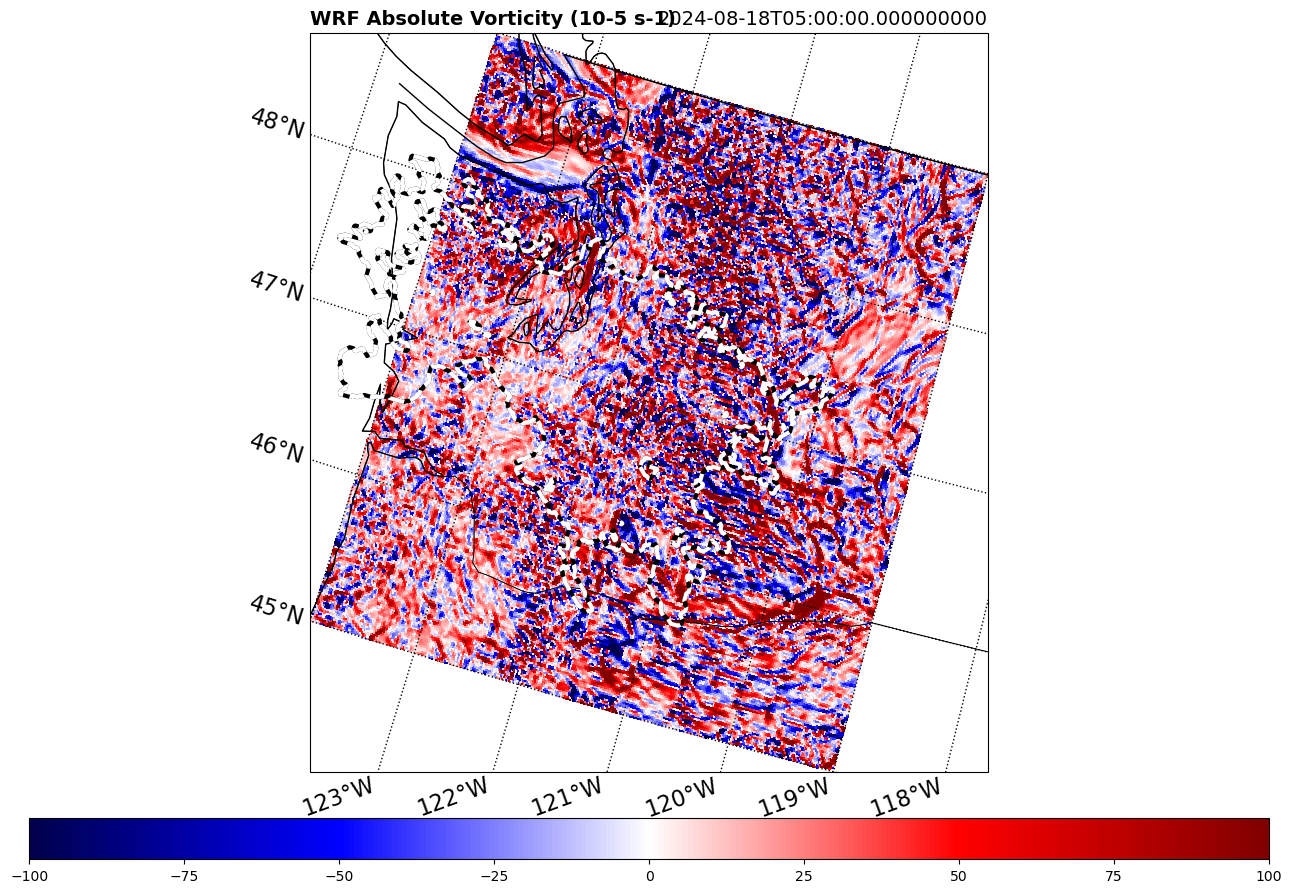 WRF Absolute Vorticity (10-5 s-1) 2024-08-18T05:00:00.000000000
48°N
47°N
46°N
45°N
123°W 122°W 121°W 120°W 119°W 118°W
−100 −75 −50 −25 0 25 50 75 100